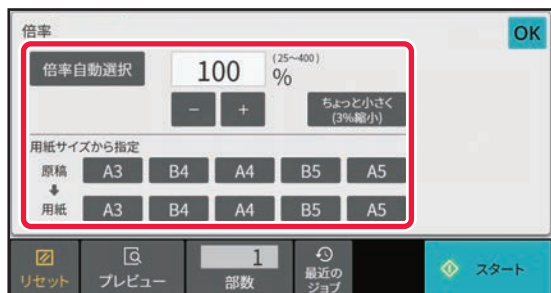 倍率
OK
倍率自動選択
100
(25~400)
%
−
+
ちょっと小さく
(3%縮小)
用紙サイズから指定
原稿 A3 B4 A4 B5 A5
用紙 A3 B4 A4 B5 A5
リセット
プレビュー
1
部数
最近の
ジョブ
スタート